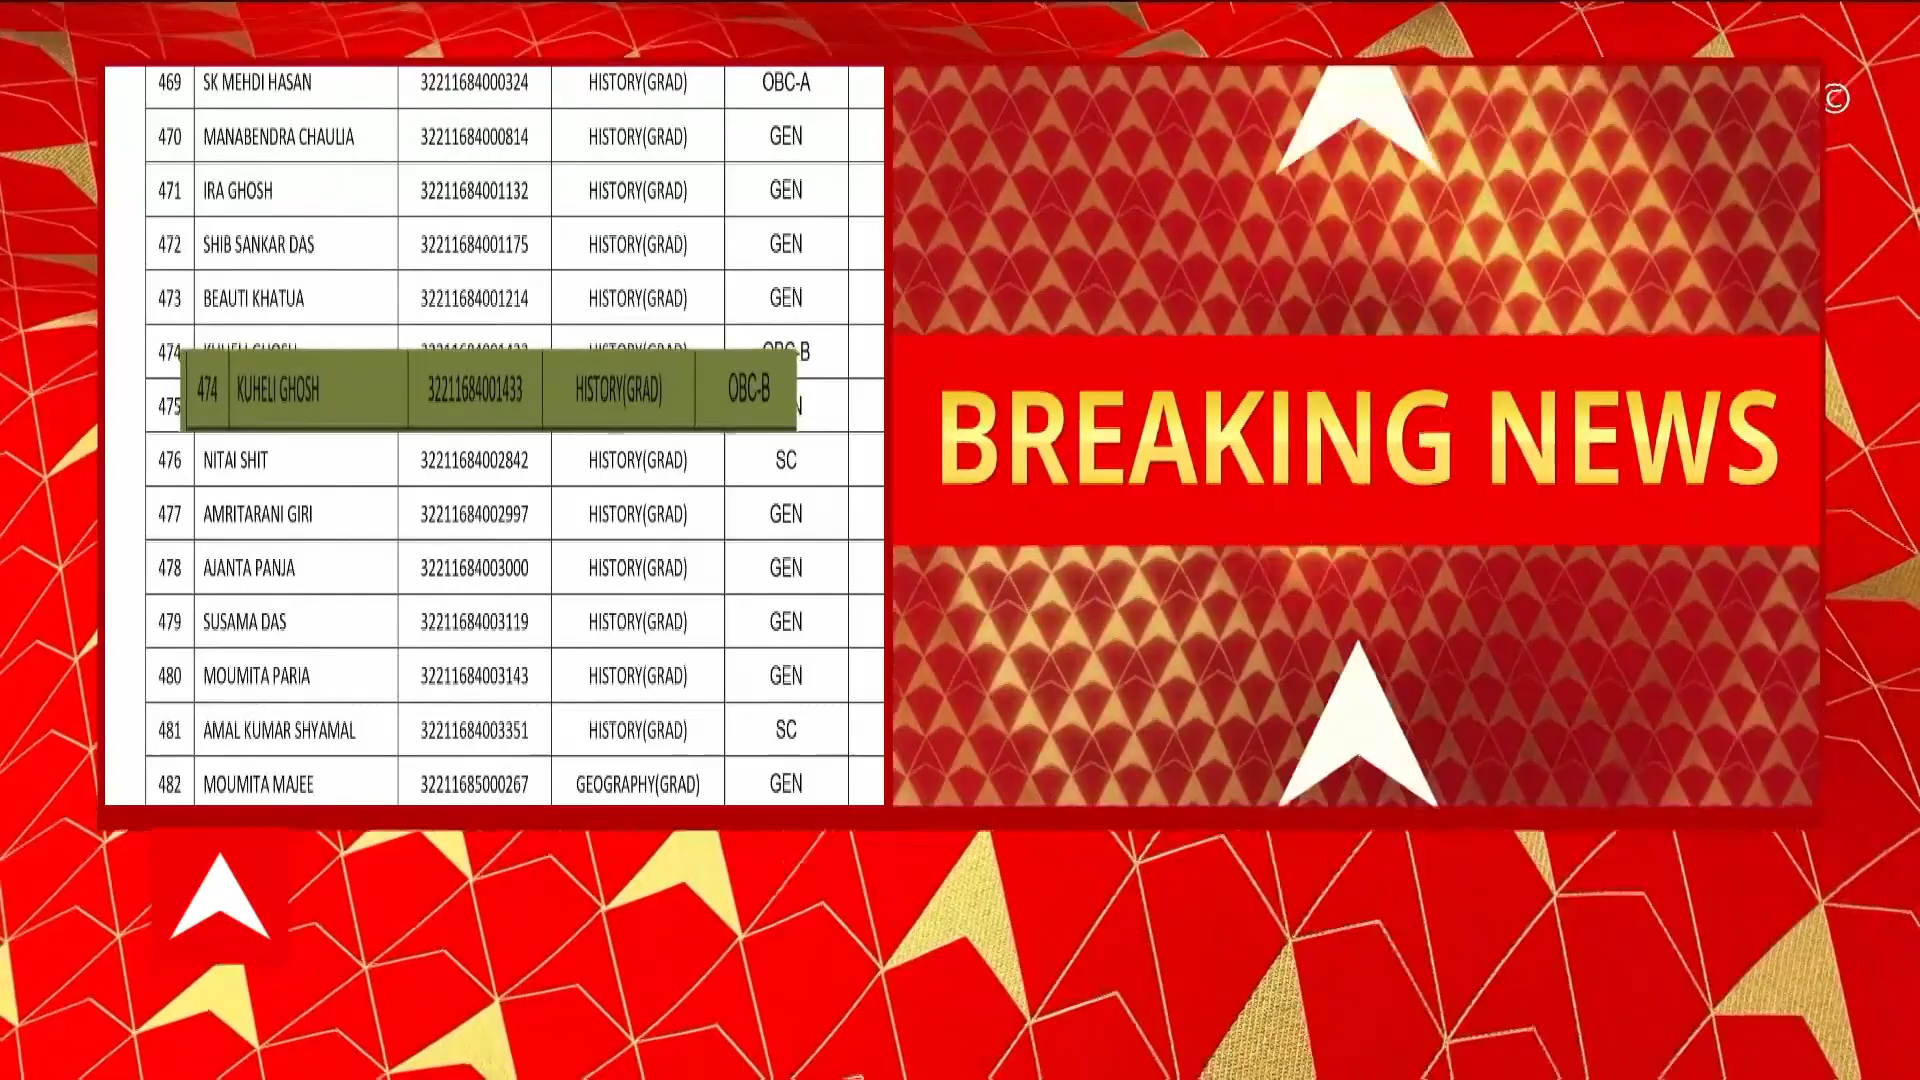 469 SK MEHDI HASAN 32211684000324 HISTORY(GRAD) OBC-A
470 MANABENDRA CHAULIA 32211684000814 HISTORY(GRAD) GEN
471 IRA GHOSH 32211684001132 HISTORY(GRAD) GEN
472 SHIB SANKAR DAS 32211684001175 HISTORY(GRAD) GEN
473 BEAUTI KHATUA 32211684001214 HISTORY(GRAD) GEN
474
474 KUHELI GHOSH 32211684001433 HISTORY(GRAD) OBC-B
475
476 NITAI SHIT 32211684002842 HISTORY(GRAD) SC
477 AMRITARANI GIRI 32211684002997 HISTORY(GRAD) GEN
478 AJANTA PANJA 32211684003000 HISTORY(GRAD) GEN
479 SUSAMA DAS 32211684003119 HISTORY(GRAD) GEN
480 MOUMITA PARIA 32211684003143 HISTORY(GRAD) GEN
481 AMAL KUMAR SHYAMAL 32211684003351 HISTORY(GRAD) SC
482 MOUMITA MAJEE 32211685000267 GEOGRAPHY(GRAD) GEN
BREAKING NEWS
©